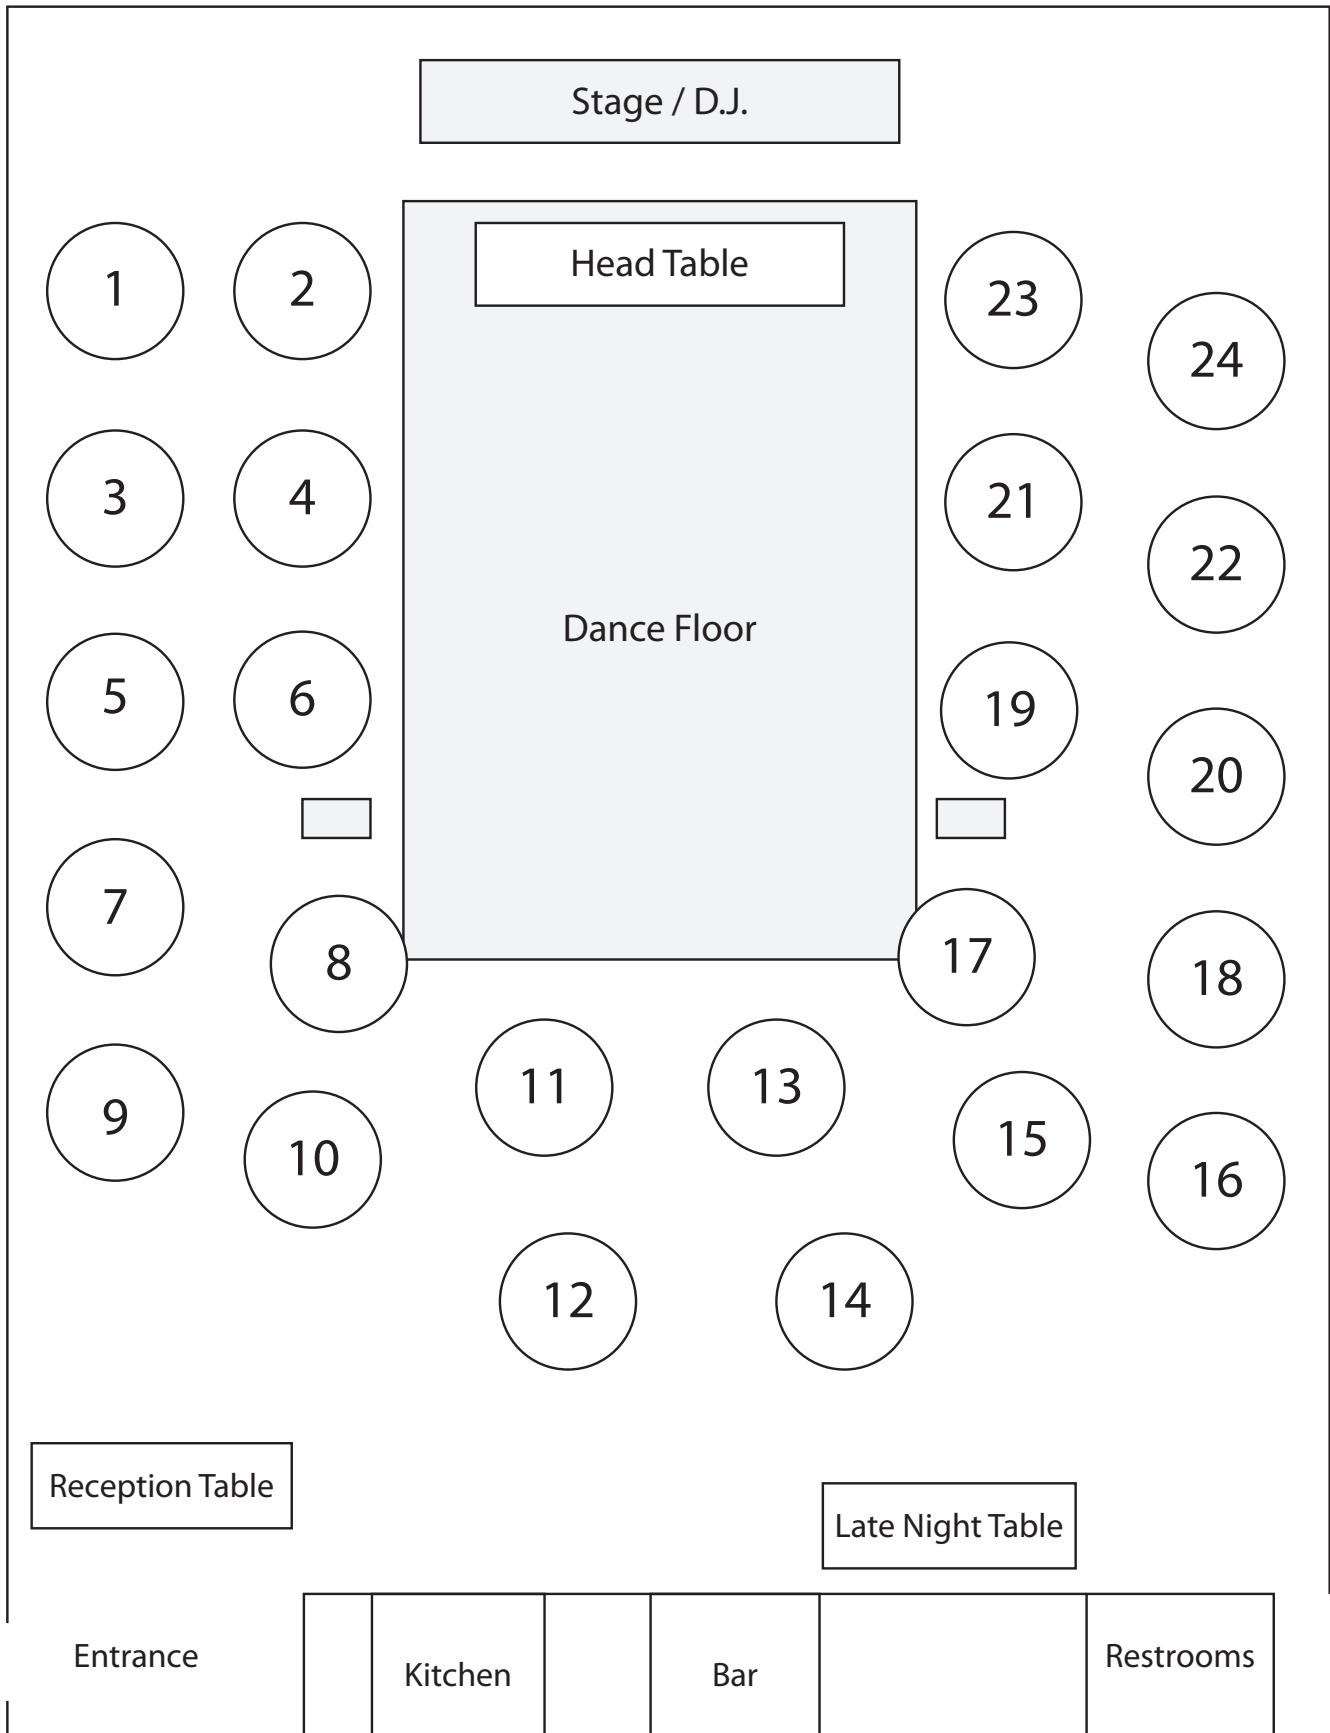 Stage / D.J.
Head Table
1
2
23
24
3
4
21
22
Dance Floor
5
6
19
20
7
8
17
18
9
10
11
13
15
16
12
14
Reception Table
Late Night Table
Entrance
Kitchen
Bar
Restrooms